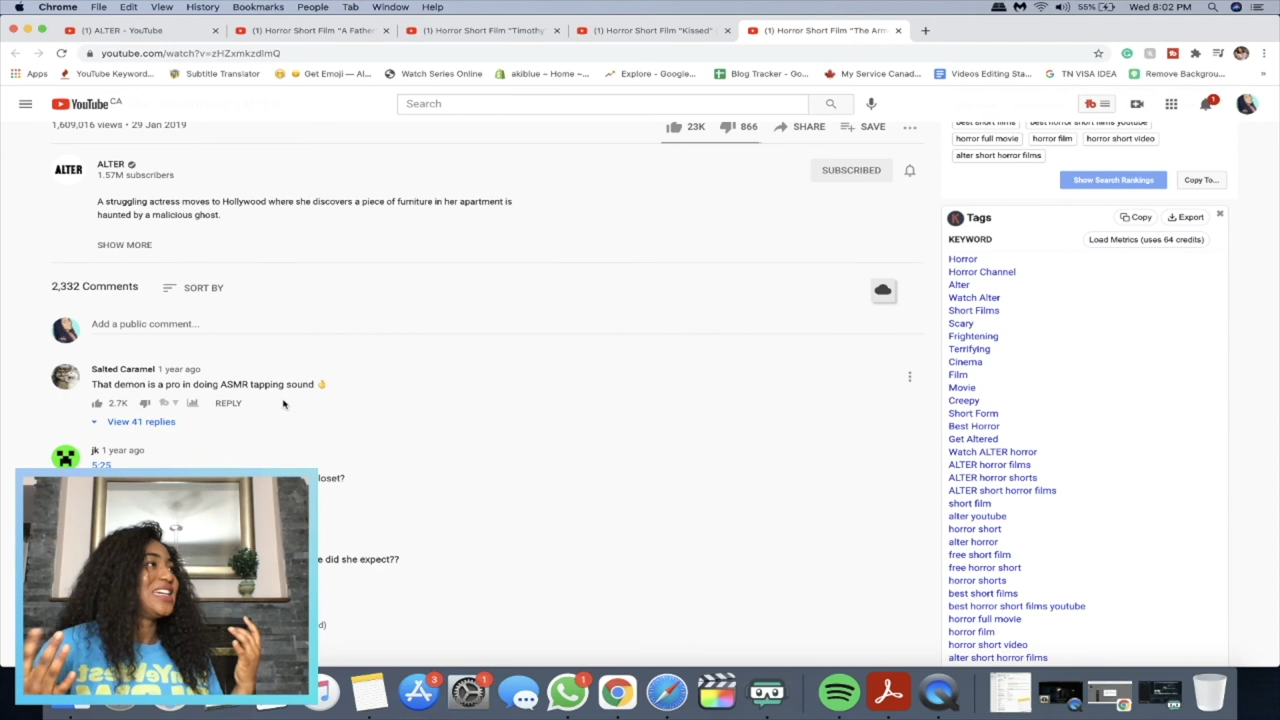 Chrome File Edit View History Bookmarks People Tab Window Help
55% Wed 8:02 PM
(1) ALTER - YouTube
(1) Horror Short Film "A Father
(1) Horror Short Film "Timothy
(1) Horror Short Film "Kissed"
(1) Horror Short Film "The Arm
youtube.com/watch?v=zHZxmkzdlmQ
Apps YouTube Keyword... Subtitle Translator Get Emoji — Al... Watch Series Online akiblue – Home –... Explore - Google... Blog Tracker - Go... My Service Canad... Videos Editing Sta... TN VISA IDEA Remove Backgrou... »
YouTube CA
Search
tb
1
1,609,016 views • 29 Jan 2019
23K 866 SHARE SAVE
ALTER
ALTER
1.57M subscribers
SUBSCRIBED
A struggling actress moves to Hollywood where she discovers a piece of furniture in her apartment is
haunted by a malicious ghost.
SHOW MORE
2,332 Comments SORT BY
Add a public comment...
Salted Caramel 1 year ago
That demon is a pro in doing ASMR tapping sound 👌
2.7K REPLY
View 41 replies
jk 1 year ago
5:25
loset?
did she expect??
best short films best horror short films youtube
horror full movie horror film horror short video
alter short horror films
Show Search Rankings Copy To...
K Tags Copy Export
KEYWORD Load Metrics (uses 64 credits)
Horror
Horror Channel
Alter
Watch Alter
Short Films
Scary
Frightening
Terrifying
Cinema
Film
Movie
Creepy
Short Form
Best Horror
Get Altered
Watch ALTER horror
ALTER horror films
ALTER horror shorts
ALTER short horror films
short film
alter youtube
horror short
alter horror
free short film
free horror short
horror shorts
best short films
best horror short films youtube
horror full movie
horror film
horror short video
alter short horror films
3 1 1